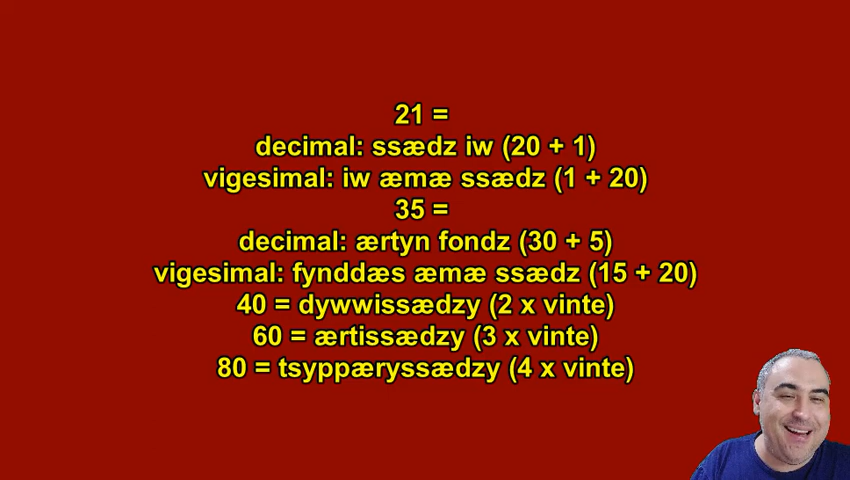 21 =
decimal: ssædz iw (20 + 1)
vigesimal: iw æmæ ssædz (1 + 20)
35 =
decimal: ærtyn fondz (30 + 5)
vigesimal: fynddæs æmæ ssædz (15 + 20)
40 = dywwissædzy (2 x vinte)
60 = ærtissædzy (3 x vinte)
80 = tsyppæryssædzy (4 x vinte)